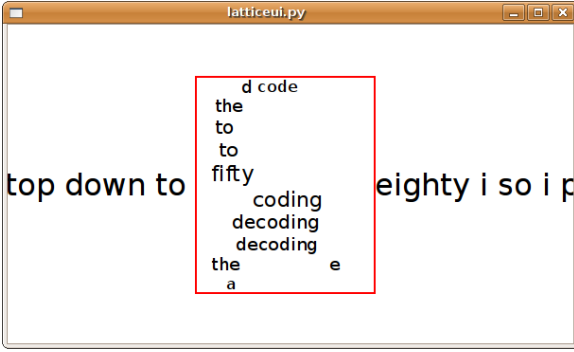 latticeui.py
d code
the
to
to
fifty
top down to
eighty i so i p
coding
decoding
decoding
the e
a